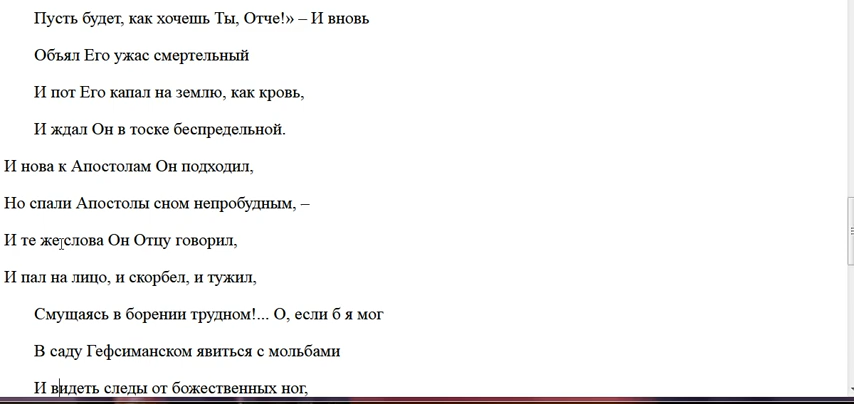 Пусть будет, как хочешь Ты, Отче!» – И вновь
Объял Его ужас смертельный
И пот Его капал на землю, как кровь,
И ждал Он в тоске беспредельной.
И нова к Апостолам Он подходил,
Но спали Апостолы сном непробудным, –
И те же слова Он Отцу говорил,
И пал на лицо, и скорбел, и тужил,
Смущаясь в борении трудном!... О, если б я мог
В саду Гефсиманском явиться с мольбами
И видеть следы от божественных ног,